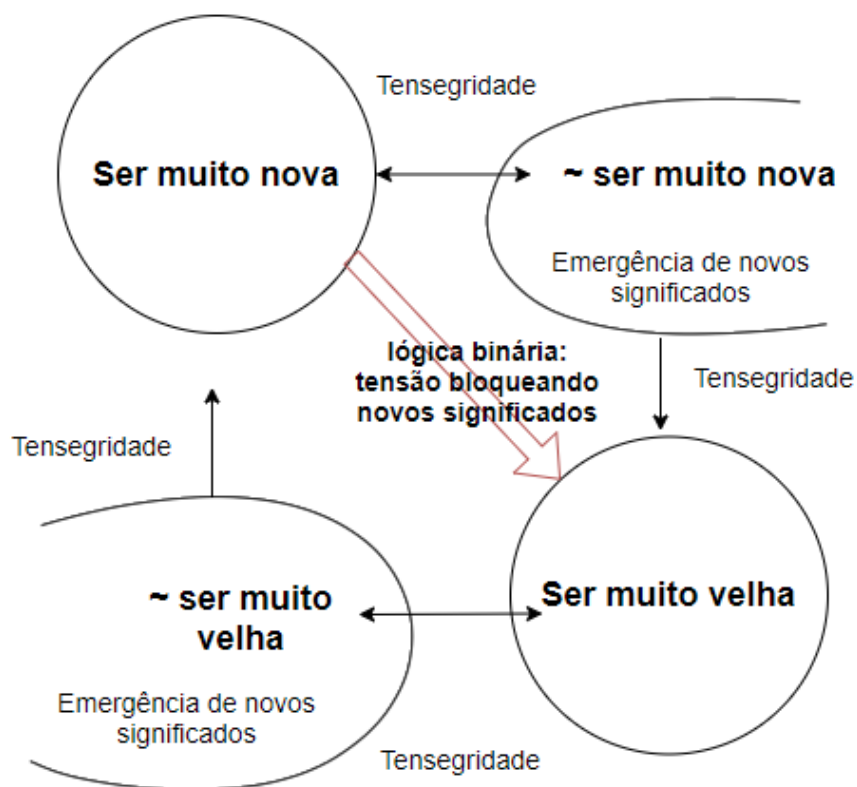 Tensegridade
Ser muito nova
~ ser muito nova
Emergência de novos
significados
lógica binária:
tensão bloqueando
novos significados
Tensegridade
Tensegridade
Ser muito velha
~ ser muito
velha
Emergência de novos
significados
Tensegridade